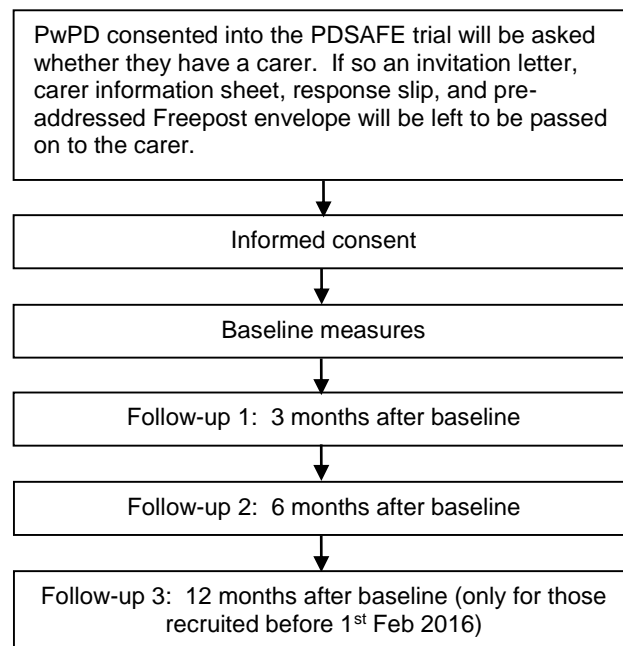 PwPD consented into the PDSAFE trial will be asked
whether they have a carer.  If so an invitation letter,
carer information sheet, response slip, and pre-
addressed Freepost envelope will be left to be passed
on to the carer.
Informed consent
Baseline measures
Follow-up 1:  3 months after baseline
Follow-up 2:  6 months after baseline
Follow-up 3:  12 months after baseline (only for those
recruited before 1st Feb 2016)